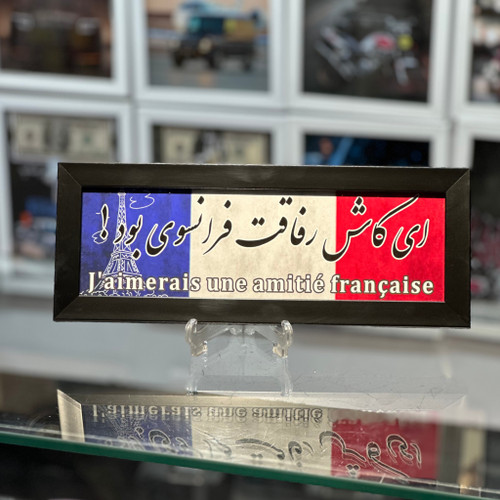 ای کاش رفاقت فرانسوی بود !
J'aimerais une amitié française